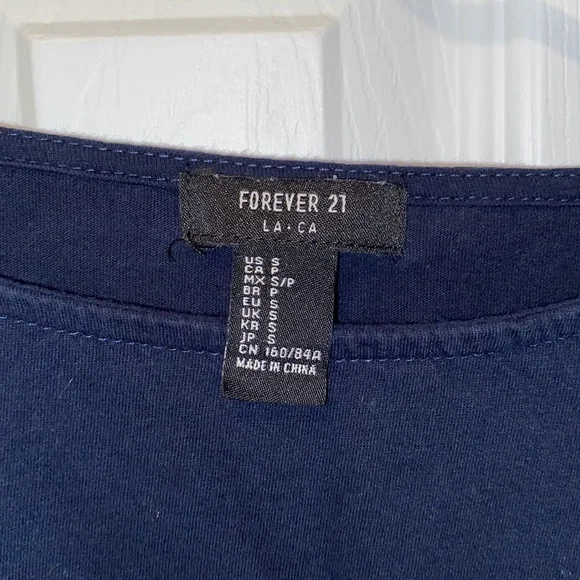 FOREVER 21
LA • CA
US S
CA P
MX S/P
BR P
EU S
UK S
KR S
JP S
CN 160/84A
MADE IN CHINA